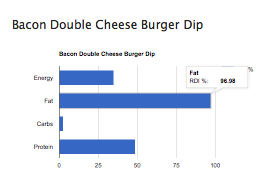 Bacon Double Cheese Burger Dip
Bacon Double Cheese Burger Dip
%
Fat
RDI %: 96.98
Energy
Fat
Carbs
Protein
0 25 50 75 100